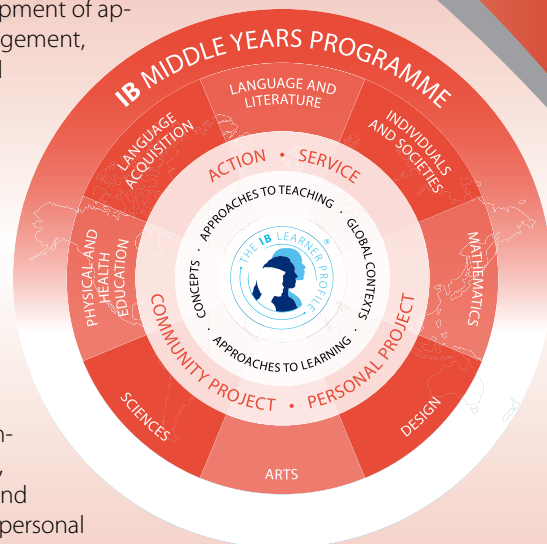 pment of ap-
gement,
IB MIDDLE YEARS PROGRAMME
LANGUAGE AND
LITERATURE
LANGUAGE
ACQUISITION
INDIVIDUALS
AND SOCIETIES
PHYSICAL AND
HEALTH
EDUCATION
MATHEMATICS
SCIENCES
DESIGN
ARTS
ACTION • SERVICE
COMMUNITY PROJECT • PERSONAL PROJECT
APPROACHES TO TEACHING · GLOBAL CONTEXTS · APPROACHES TO LEARNING · CONCEPTS ·
THE IB LEARNER PROFILE ®
n-
,
nd
personal